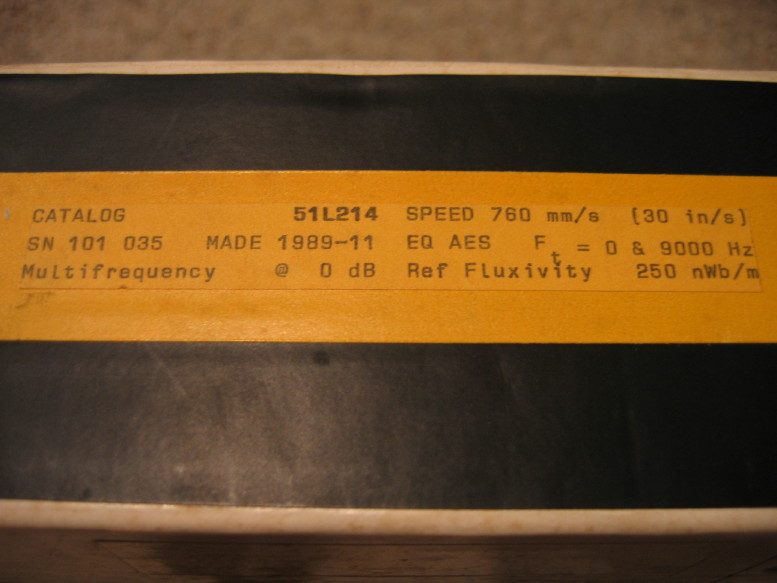 CATALOG 51L214 SPEED 760 mm/s (30 in/s)
SN 101 035 MADE 1989-11 EQ AES Ft = 0 & 9000 Hz
Multifrequency @ 0 dB Ref Fluxivity 250 nWb/m